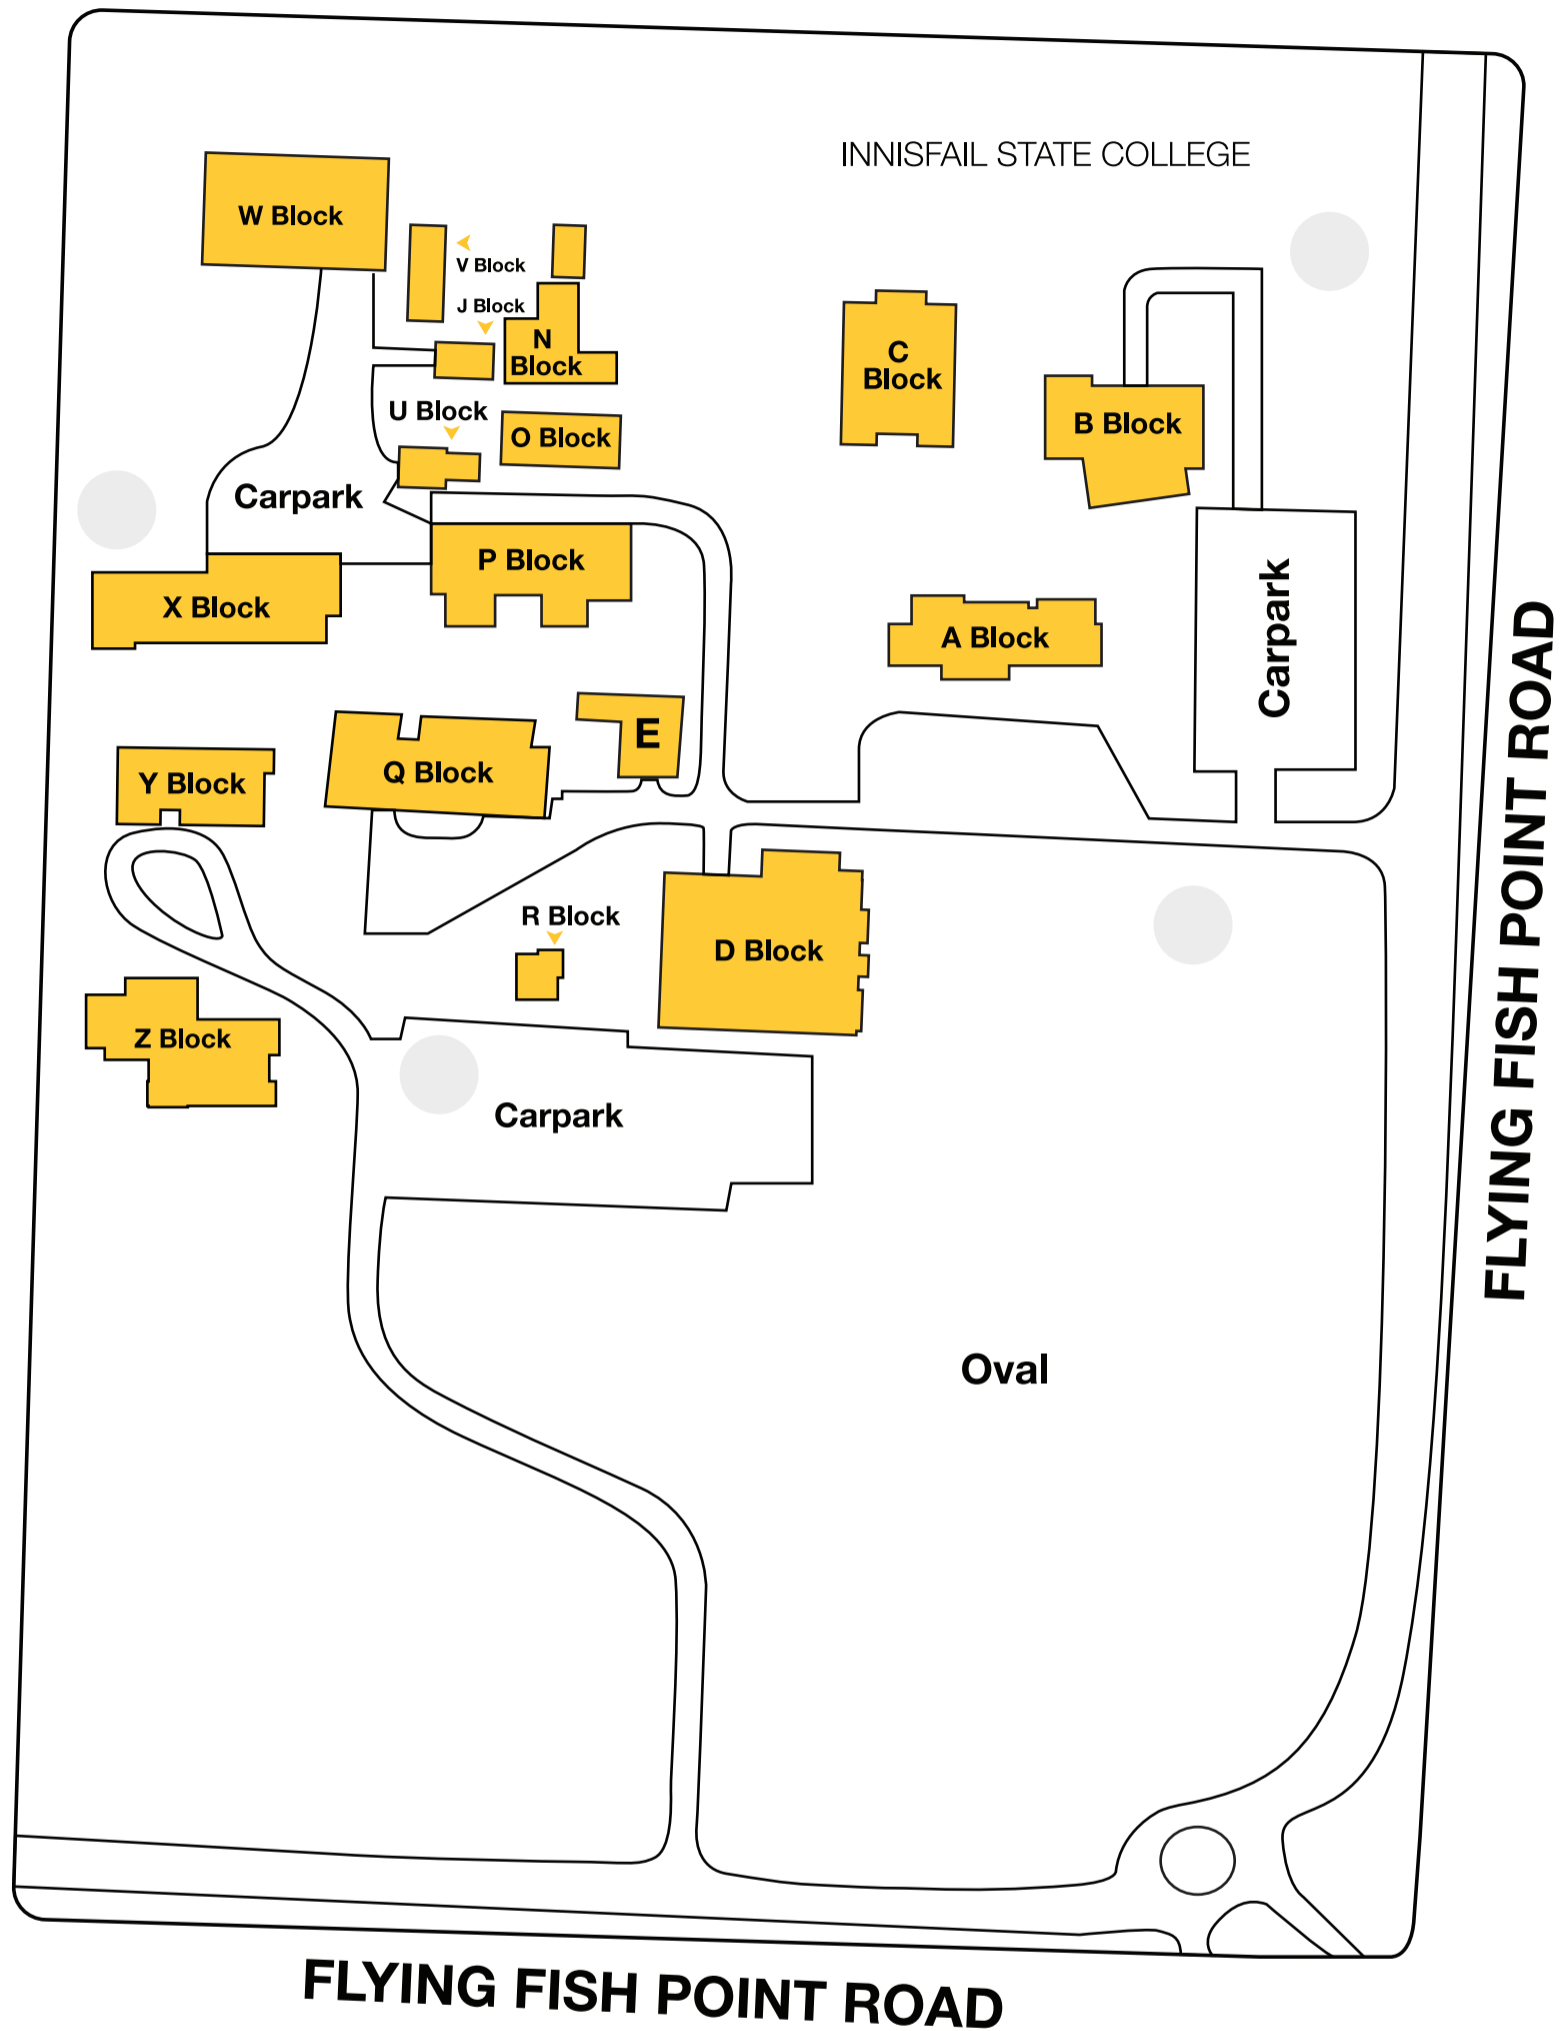 INNISFAIL STATE COLLEGE
W Block
V Block
J Block
N
Block
C
Block
U Block
O Block
B Block
Carpark
P Block
X Block
A Block
Carpark
E
Q Block
Y Block
R Block
D Block
Z Block
Carpark
Oval
FLYING FISH POINT ROAD
FLYING FISH POINT ROAD